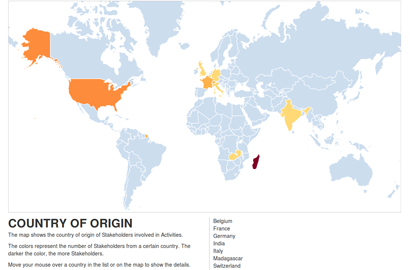 COUNTRY OF ORIGIN
The map shows the country of origin of Stakeholders involved in Activities.
The colors represent the number of Stakeholders from a certain country. The
darker the color, the more Stakeholders.
Move your mouse over a country in the list or on the map to show the details.
Belgium
France
Germany
India
Italy
Madagascar
Switzerland